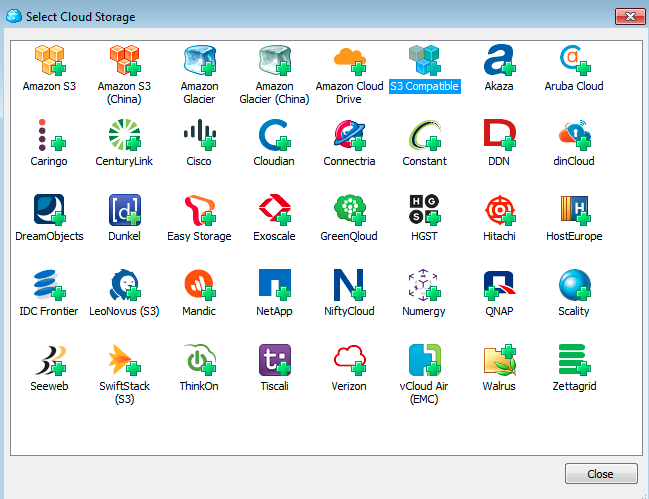 Select Cloud Storage
Amazon S3
Amazon S3
(China)
Amazon
Glacier
Amazon
Glacier (China)
Amazon Cloud
Drive
S3 Compatible
Akaza
Aruba Cloud
Caringo
CenturyLink
Cisco
Cloudian
Connectria
Constant
DDN
dinCloud
DreamObjects
Dunkel
Easy Storage
Exoscale
GreenQloud
HG
S
HGST
Hitachi
H
HostEurope
IDC Frontier
LeoNovus (S3)
Mandic
NetApp
N
NiftyCloud
Numergy
QNAP
Scality
Seeweb
SwiftStack
(S3)
ThinkOn
Tiscali
Verizon
vCloud Air
(EMC)
Walrus
Zettagrid
Close